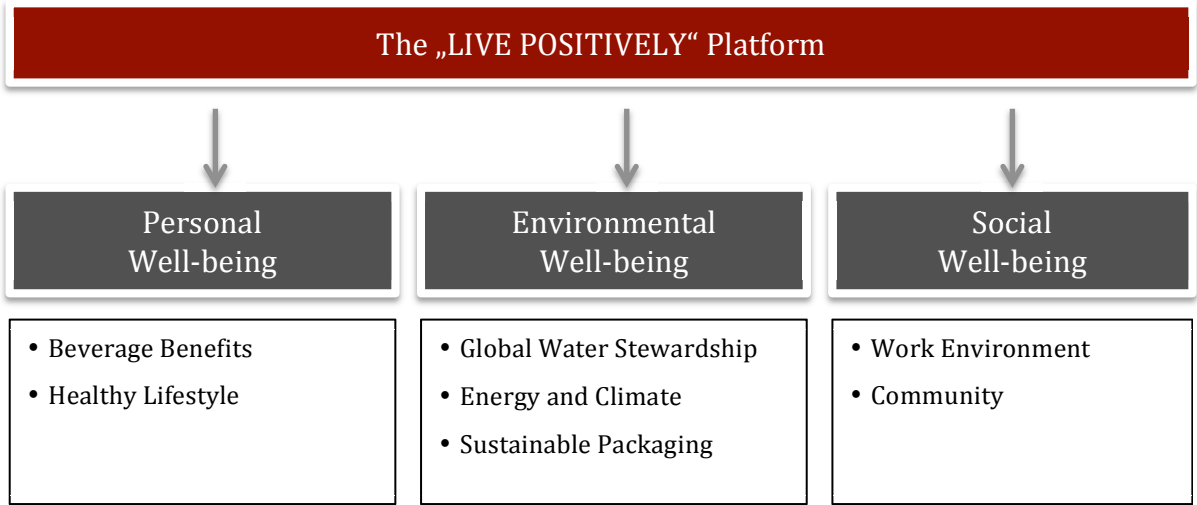 The „LIVE POSITIVELY“ Platform
Personal
Well-being
Environmental
Well-being
Social
Well-being
• Beverage Benefits
• Healthy Lifestyle
• Global Water Stewardship
• Energy and Climate
• Sustainable Packaging
• Work Environment
• Community